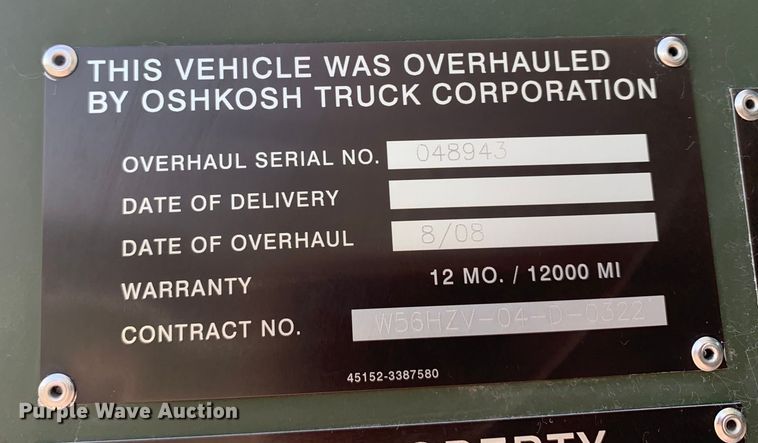 THIS VEHICLE WAS OVERHAULED
BY OSHKOSH TRUCK CORPORATION
OVERHAUL SERIAL NO. 048943
DATE OF DELIVERY
DATE OF OVERHAUL 8/08
WARRANTY 12 MO. / 12000 MI
CONTRACT NO. W56HZV-04-D-0322
45152-3387580
Purple Wave Auction